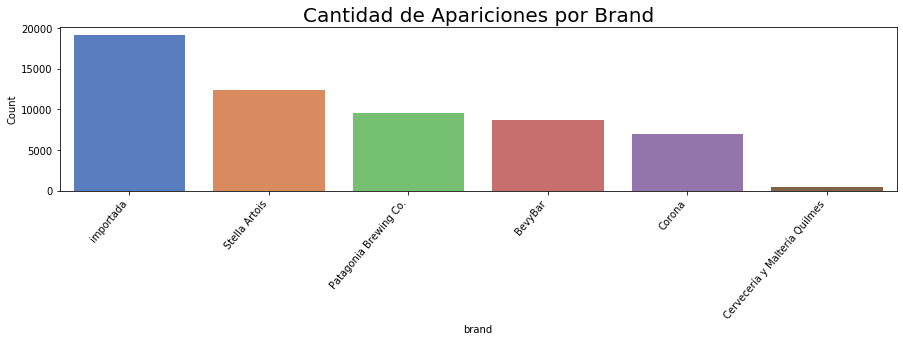 Cantidad de Apariciones por Brand
Count
20000
15000
10000
5000
0
importada
Stella Artois
Patagonia Brewing Co.
BevyBar
Corona
Cervecería y Maltería Quilmes
brand